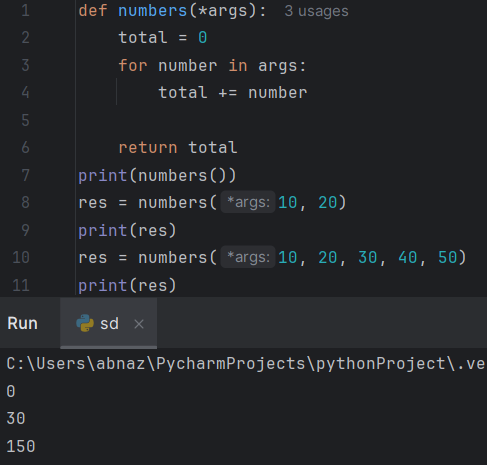 1 def numbers(*args): 3 usages
2     total = 0
3     for number in args:
4         total += number
5
6     return total
7 print(numbers())
8 res = numbers( *args: 10, 20)
9 print(res)
10 res = numbers( *args: 10, 20, 30, 40, 50)
11 print(res)
Run sd ×
C:\Users\abnaz\PycharmProjects\pythonProject\.ve
0
30
150